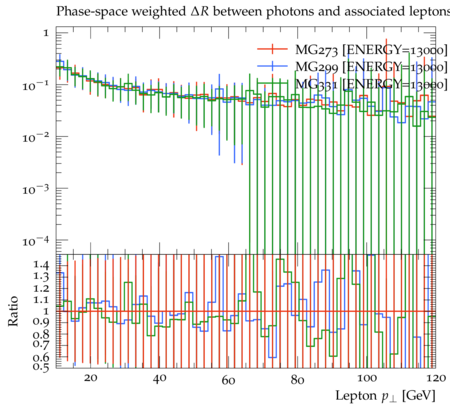 Phase-space weighted ΔR between photons and associated leptons
1
MG273 [ENERGY=13000]
MG299 [ENERGY=13000]
MG331 [ENERGY=13000]
10⁻¹
10⁻²
10⁻³
10⁻⁴
1.4
1.3
1.2
1.1
1
0.9
0.8
0.7
0.6
0.5
Ratio
20 40 60 80 100 120
Lepton p⊥ [GeV]